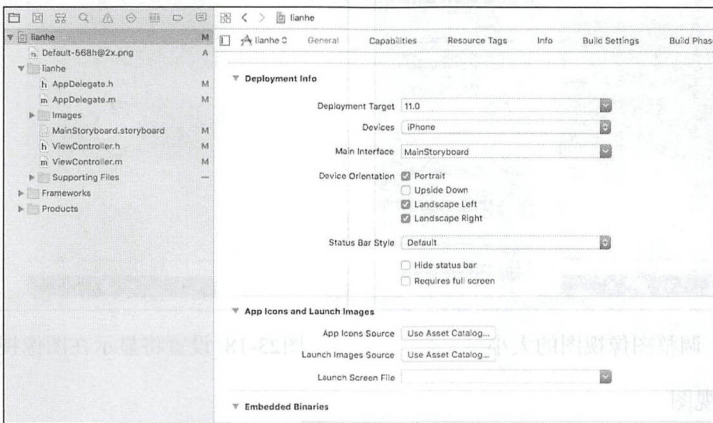 lianhe
lianhe M
Default-568h@2x.png A
lianhe
h AppDelegate.h M
m AppDelegate.m M
Images
MainStoryboard.storyboard M
h ViewController.h M
m ViewController.m M
Supporting Files —
Frameworks
Products
lianhe General Capabilities Resource Tags Info Build Settings Build Phas
Deployment Info
Deployment Target 11.0
Devices iPhone
Main Interface MainStoryboard
Device Orientation Portrait
Upside Down
Landscape Left
Landscape Right
Status Bar Style Default
Hide status bar
Requires full screen
App Icons and Launch Images
App Icons Source Use Asset Catalog...
Launch Images Source Use Asset Catalog...
Launch Screen File
Embedded Binaries